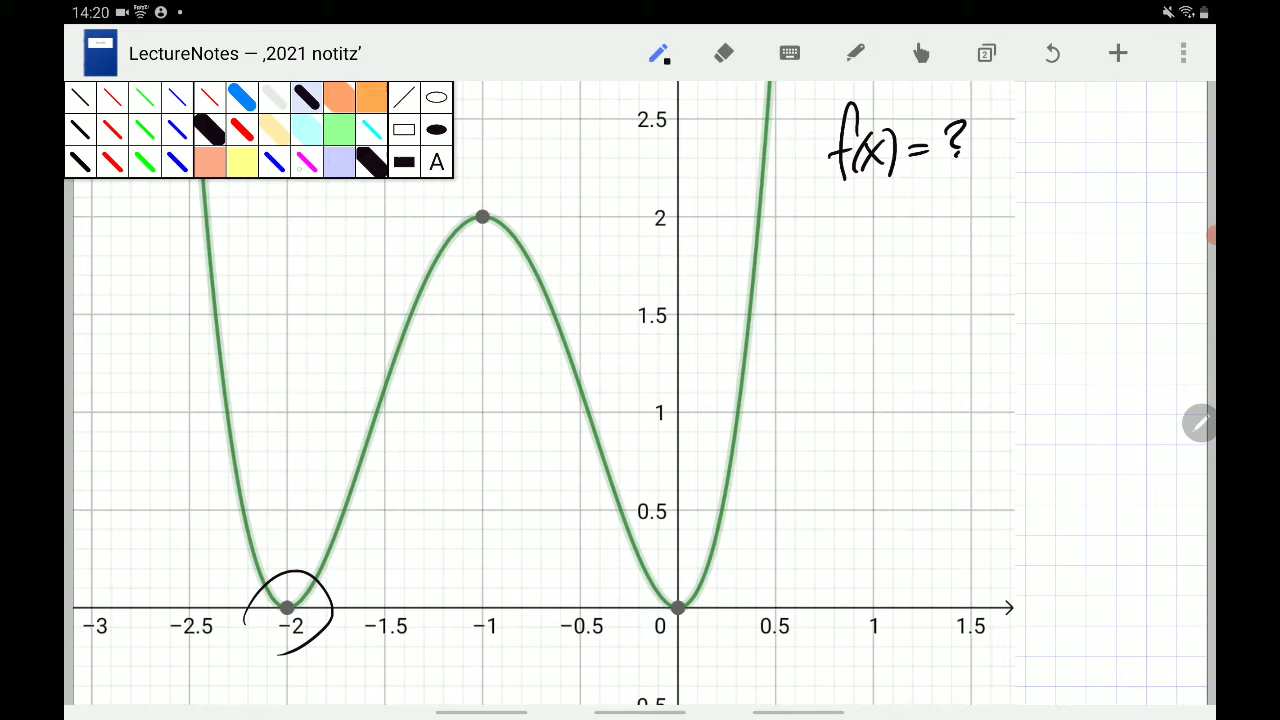 14:20
LectureNotes — ‚2021 notitz’
2
A
f(x) = ?
2.5
2
1.5
1
0.5
−3 −2.5 −2 −1.5 −1 −0.5 0 0.5 1 1.5